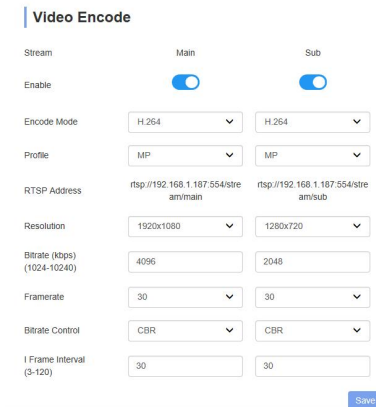 Video Encode
Stream Main Sub
Enable
Encode Mode H.264 H.264
Profile MP MP
RTSP Address rtsp://192.168.1.187:554/stre rtsp://192.168.1.187:554/stre
am/main am/sub
Resolution 1920x1080 1280x720
Bitrate (kbps)
(1024-10240) 4096 2048
Framerate 30 30
Bitrate Control CBR CBR
I Frame Interval
(3-120) 30 30
Save